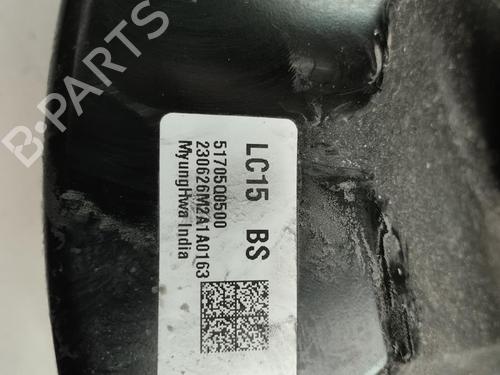 B-PARTS
LC15 BS
51705Q0500
230626M2A1A0163
MyungHwa India